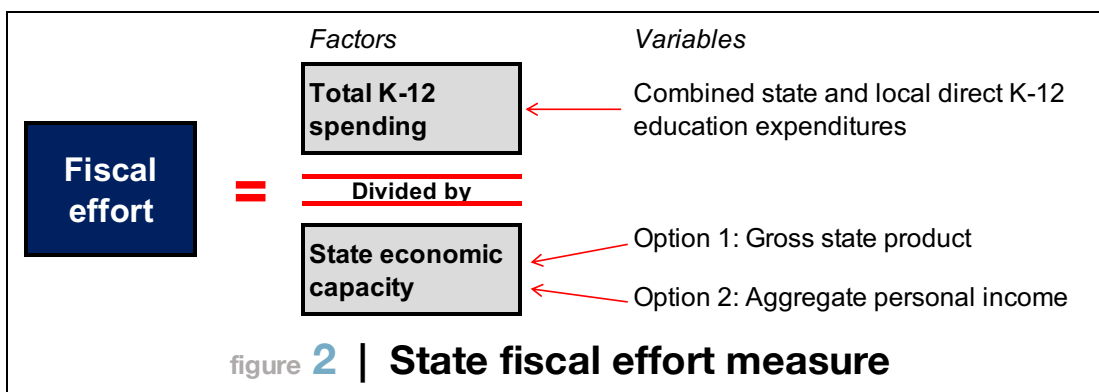 Factors
Variables
Total K-12
spending
Combined state and local direct K-12
education expenditures
Fiscal
effort
=
Divided by
State economic
capacity
Option 1: Gross state product
Option 2: Aggregate personal income
figure 2 | State fiscal effort measure